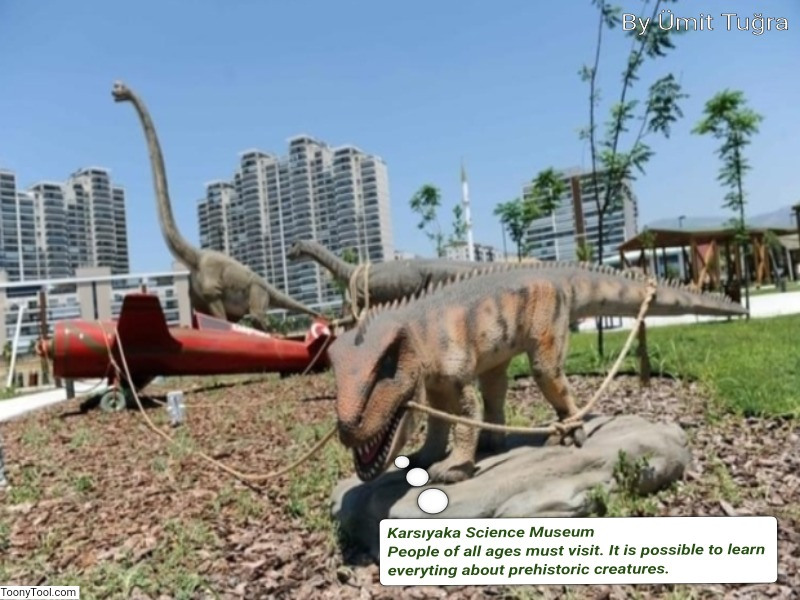 By Ümit Tuğra
Karsıyaka Science Museum
People of all ages must visit. It is possible to learn
everyting about prehistoric creatures.
ToonyTool.com